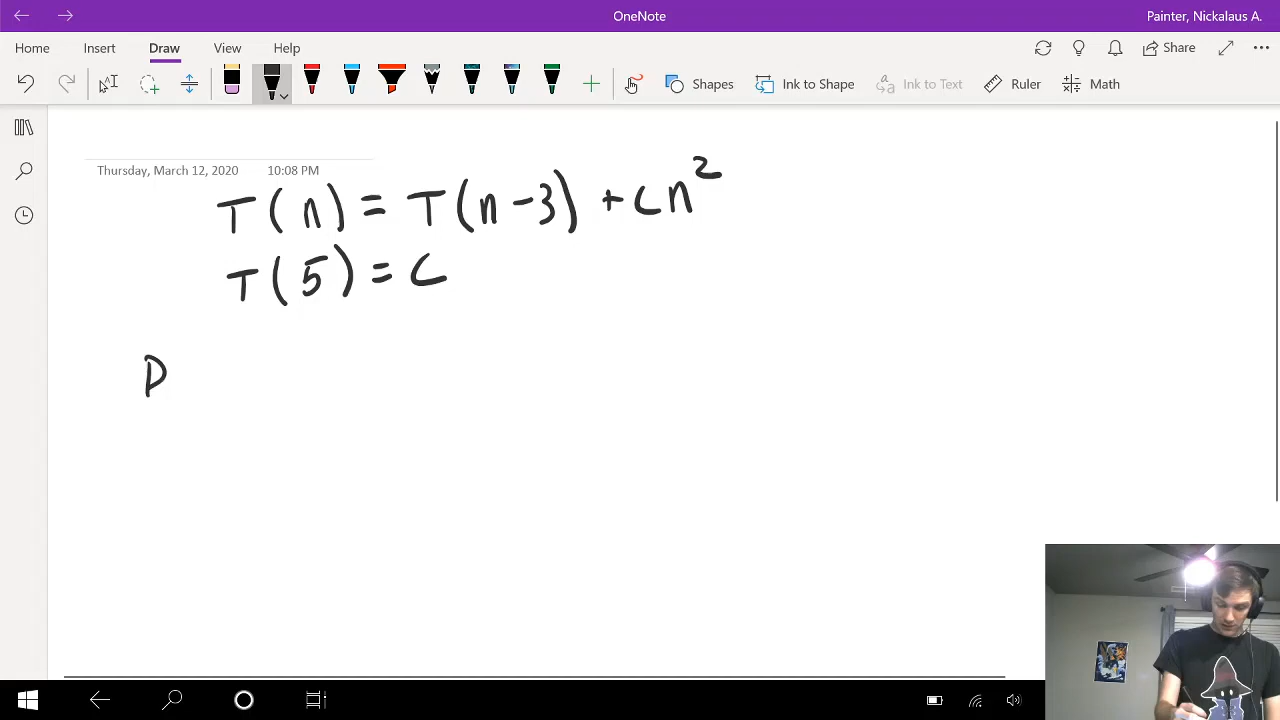 OneNote
Painter, Nickalaus A.
Home Insert Draw View Help Share
Shapes Ink to Shape Ink to Text Ruler Math
Thursday, March 12, 2020 10:08 PM
T(n) = T(n-3) + cn²
T(5) = c
P